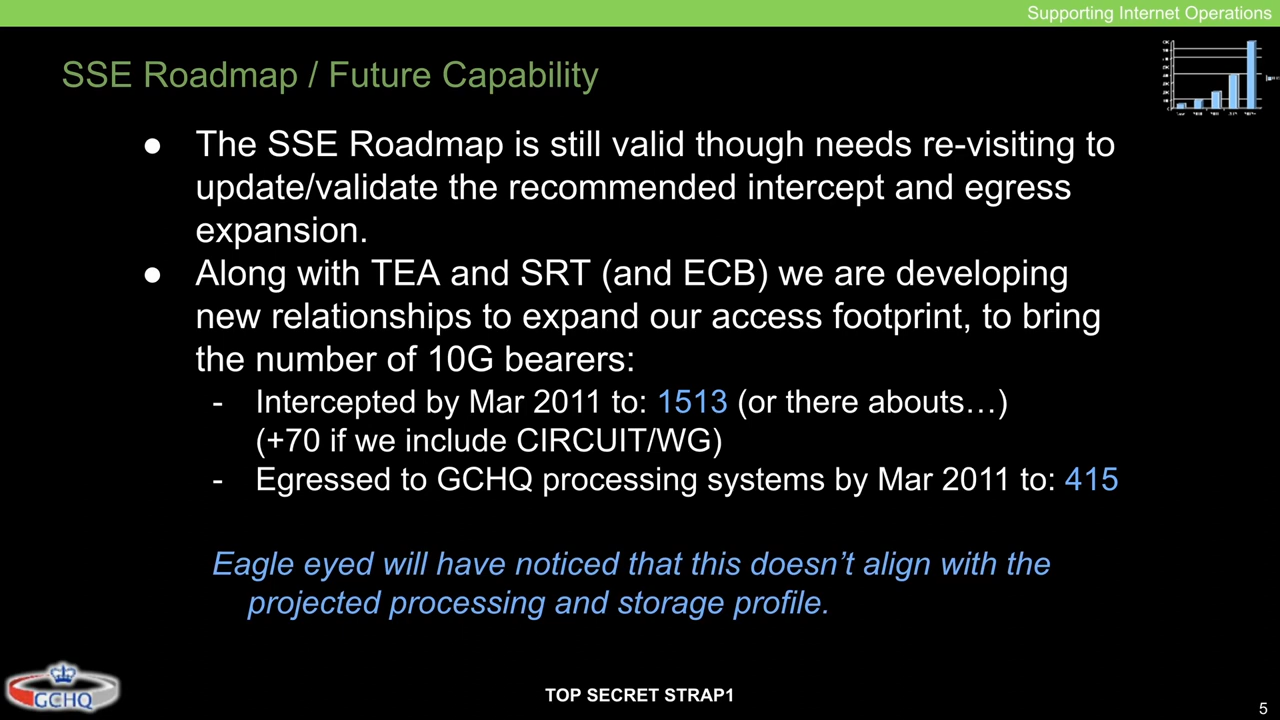 Supporting Internet Operations
SSE Roadmap / Future Capability
● The SSE Roadmap is still valid though needs re-visiting to
update/validate the recommended intercept and egress
expansion.
● Along with TEA and SRT (and ECB) we are developing
new relationships to expand our access footprint, to bring
the number of 10G bearers:
- Intercepted by Mar 2011 to: 1513 (or there abouts…)
(+70 if we include CIRCUIT/WG)
- Egressed to GCHQ processing systems by Mar 2011 to: 415
Eagle eyed will have noticed that this doesn’t align with the
projected processing and storage profile.
GCHQ
TOP SECRET STRAP1
5